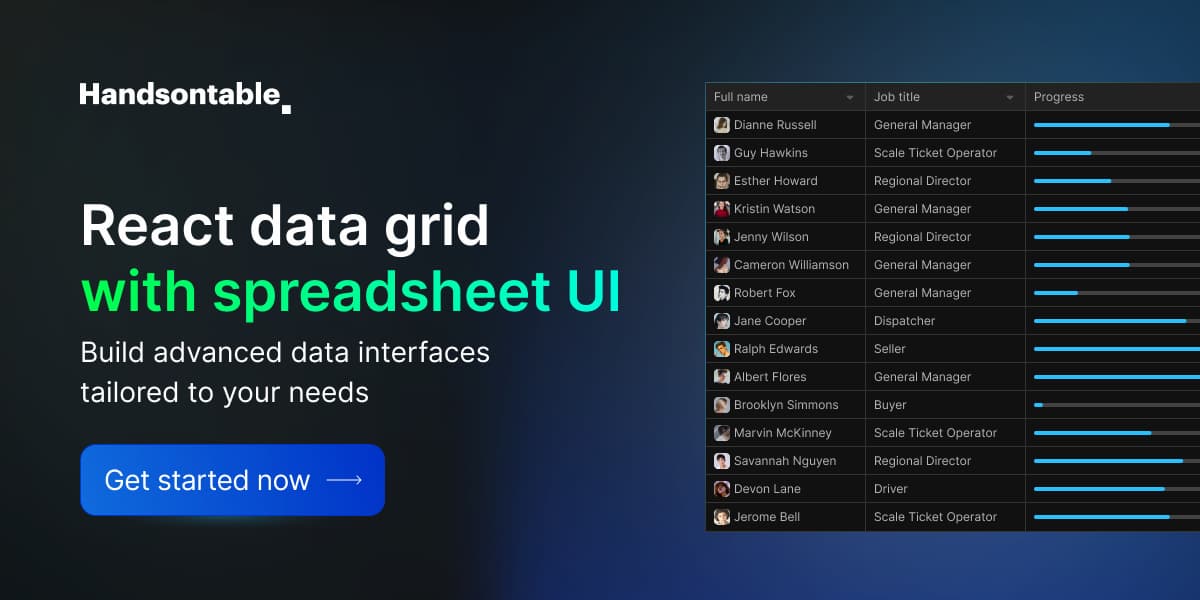 Handsontable
React data grid
with spreadsheet UI
Build advanced data interfaces
tailored to your needs
Get started now
Full name Job title Progress
Dianne Russell General Manager
Guy Hawkins Scale Ticket Operator
Esther Howard Regional Director
Kristin Watson General Manager
Jenny Wilson Regional Director
Cameron Williamson General Manager
Robert Fox General Manager
Jane Cooper Dispatcher
Ralph Edwards Seller
Albert Flores General Manager
Brooklyn Simmons Buyer
Marvin McKinney Scale Ticket Operator
Savannah Nguyen Regional Director
Devon Lane Driver
Jerome Bell Scale Ticket Operator